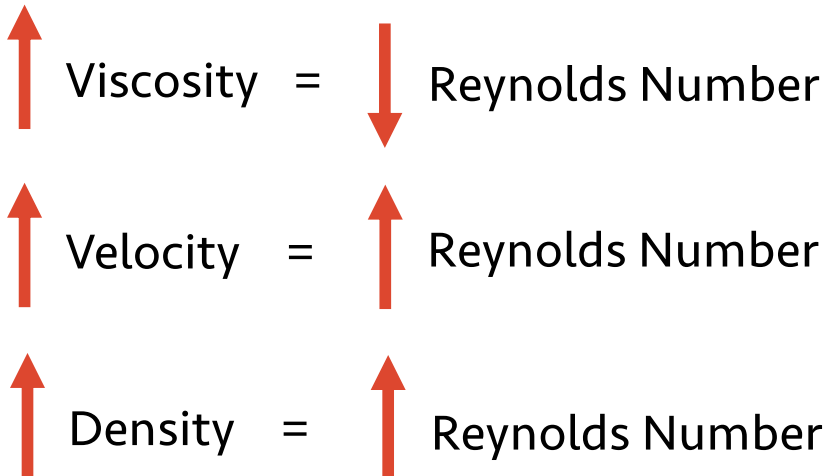 Viscosity = Reynolds Number
Velocity = Reynolds Number
Density = Reynolds Number